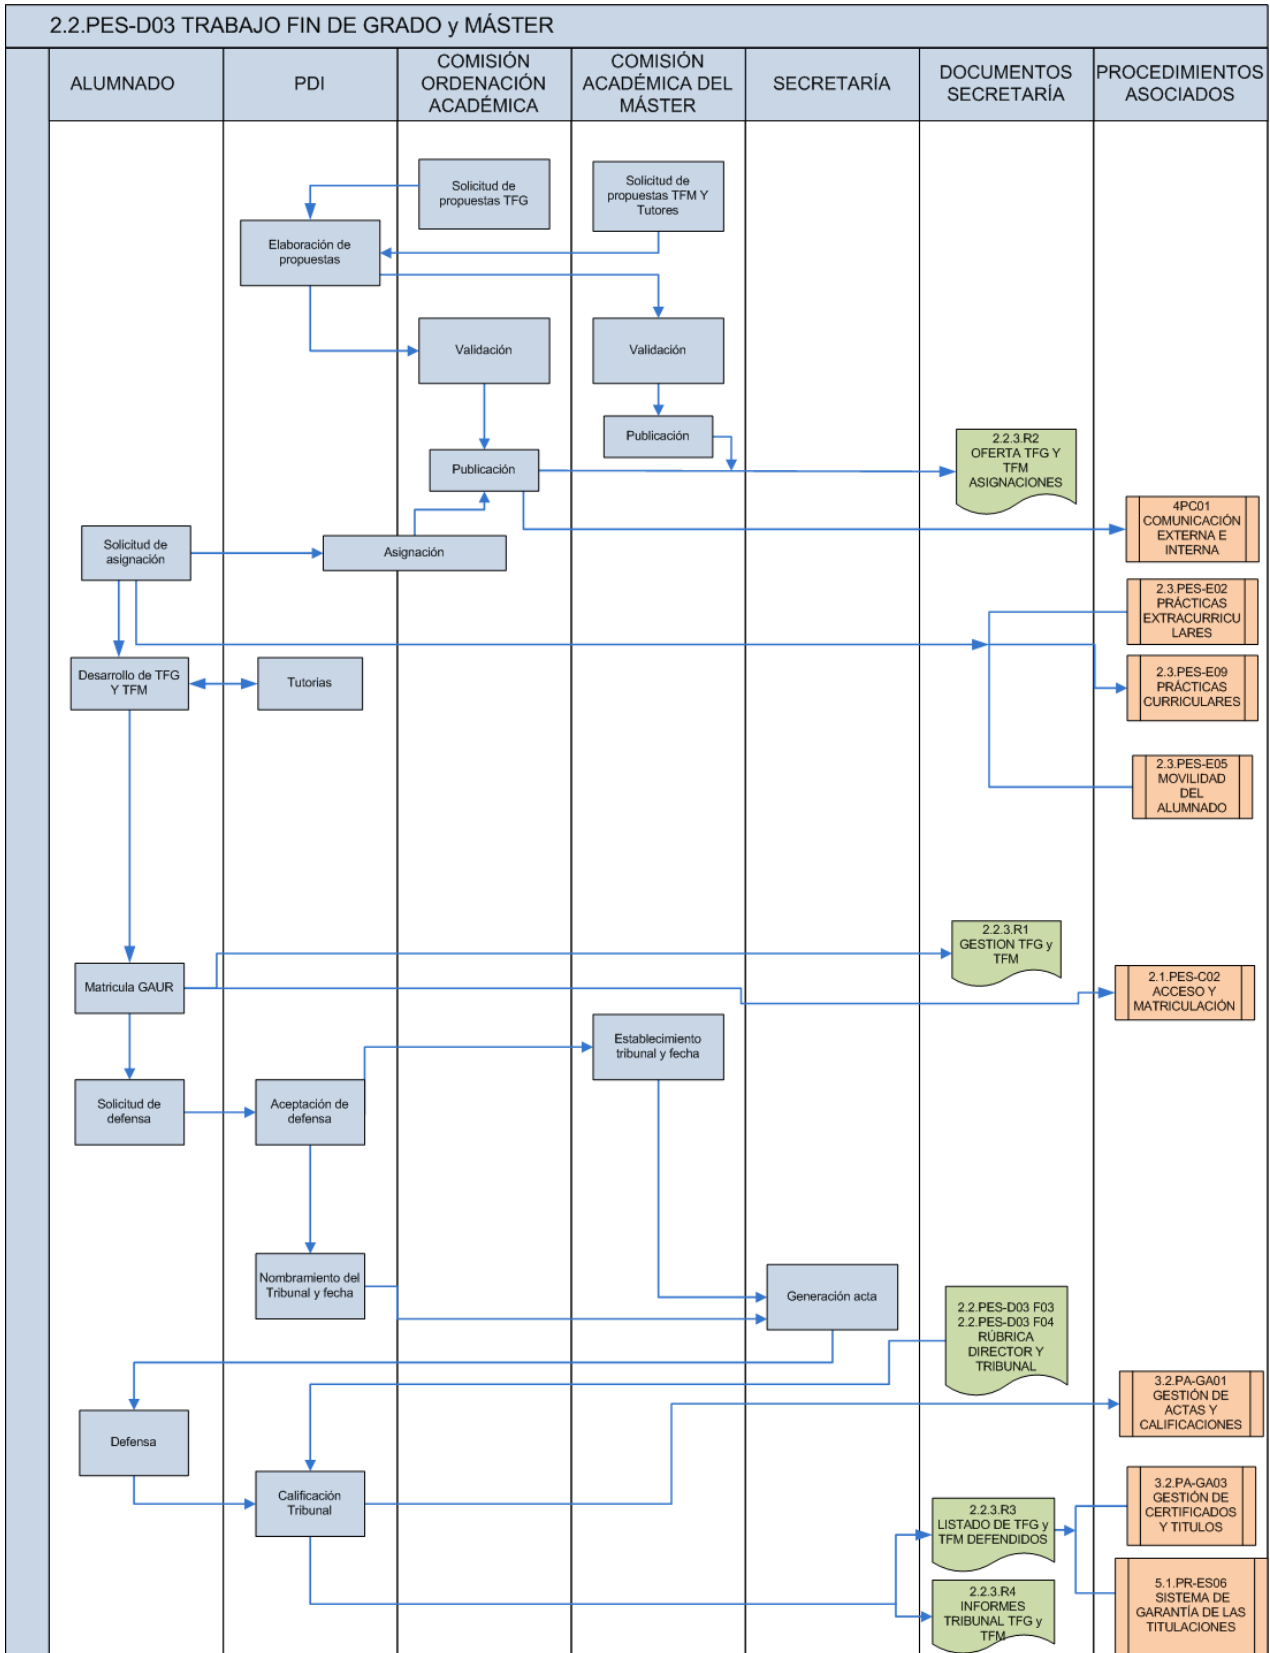 2.2.PES-D03 TRABAJO FIN DE GRADO y MÁSTER
ALUMNADO
PDI
COMISIÓN
ORDENACIÓN
ACADÉMICA
COMISIÓN
ACADÉMICA DEL
MÁSTER
SECRETARÍA
DOCUMENTOS
SECRETARÍA
PROCEDIMIENTOS
ASOCIADOS
Solicitud de
propuestas TFG
Solicitud de
propuestas TFM Y
Tutores
Elaboración de
propuestas
Validación
Validación
Publicación
Publicación
2.2.3.R2
OFERTA TFG Y
TFM
ASIGNACIONES
4PC01
COMUNICACIÓN
EXTERNA E
INTERNA
Solicitud de
asignación
Asignación
2.3.PES-E02
PRÁCTICAS
EXTRACURRICU
LARES
Desarrollo de TFG
Y TFM
Tutorias
2.3.PES-E09
PRÁCTICAS
CURRICULARES
2.3.PES-E05
MOVILIDAD
DEL
ALUMNADO
2.2.3.R1
GESTION TFG y
TFM
Matricula GAUR
2.1.PES-C02
ACCESO Y
MATRICULACIÓN
Establecimiento
tribunal y fecha
Solicitud de
defensa
Aceptación de
defensa
Nombramiento del
Tribunal y fecha
Generación acta
2.2.PES-D03 F03
2.2.PES-D03 F04
RÚBRICA
DIRECTOR Y
TRIBUNAL
3.2.PA-GA01
GESTIÓN DE
ACTAS Y
CALIFICACIONES
Defensa
Calificación
Tribunal
3.2.PA-GA03
GESTIÓN DE
CERTIFICADOS
Y TITULOS
2.2.3.R3
LISTADO DE TFG y
TFM DEFENDIDOS
2.2.3.R4
INFORMES
TRIBUNAL TFG y
TFM
5.1.PR-ES06
SISTEMA DE
GARANTÍA DE LAS
TITULACIONES